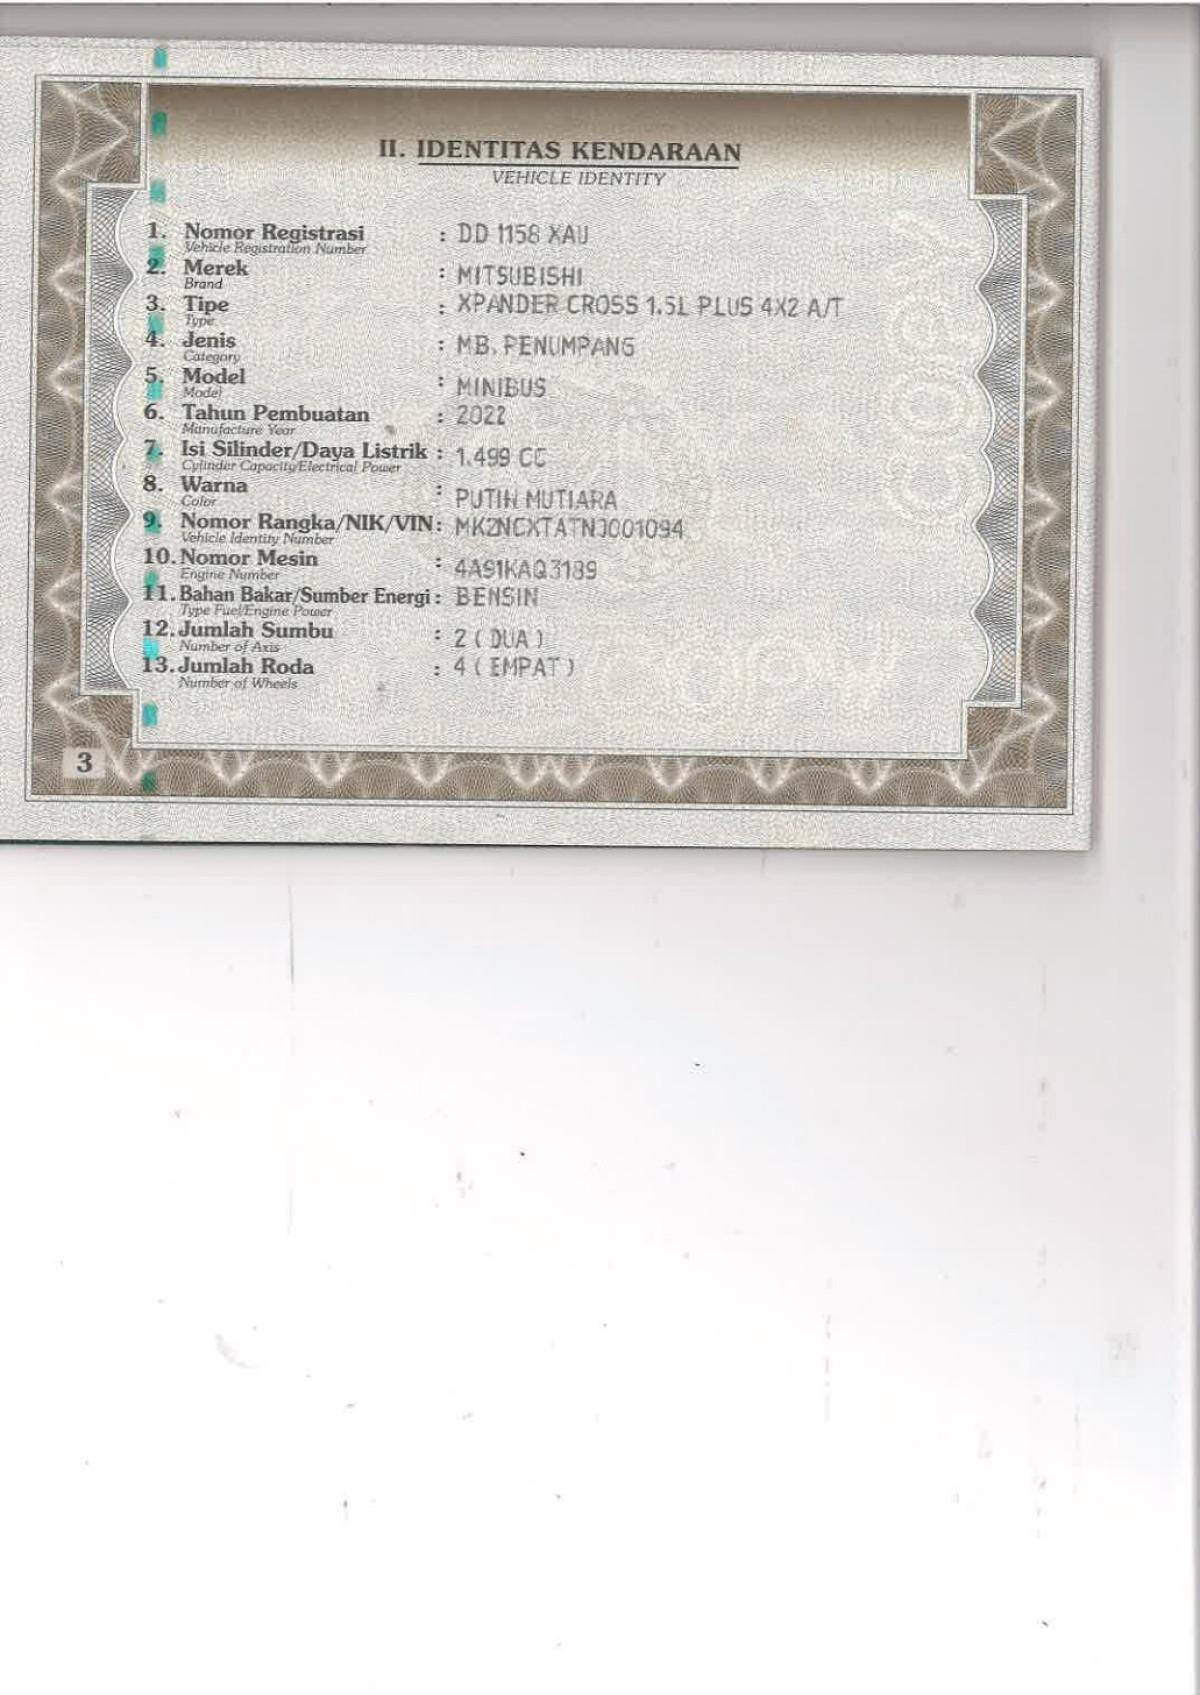 II. IDENTITAS KENDARAAN
VEHICLE IDENTITY
1. Nomor Registrasi : DD 1158 XAU
Vehicle Registration Number
2. Merek : MITSUBISHI
Brand
3. Tipe : XPANDER CROSS 1.5L PLUS 4X2 A/T
Type
4. Jenis : MB. PENUMPANG
Category
5. Model : MINIBUS
Model
6. Tahun Pembuatan : 2022
Manufacture Year
7. Isi Silinder/Daya Listrik : 1.499 CC
Cylinder Capacity/Electrical Power
8. Warna : PUTIH MUTIARA
Color
9. Nomor Rangka/NIK/VIN : MK2NCXTATNJ001094
Vehicle Identity Number
10. Nomor Mesin : 4A91KAQ3189
Engine Number
11. Bahan Bakar/Sumber Energi : BENSIN
Type Fuel/Engine Power
12. Jumlah Sumbu : 2 ( DUA )
Number of Axis
13. Jumlah Roda : 4 ( EMPAT )
Number of Wheels
3